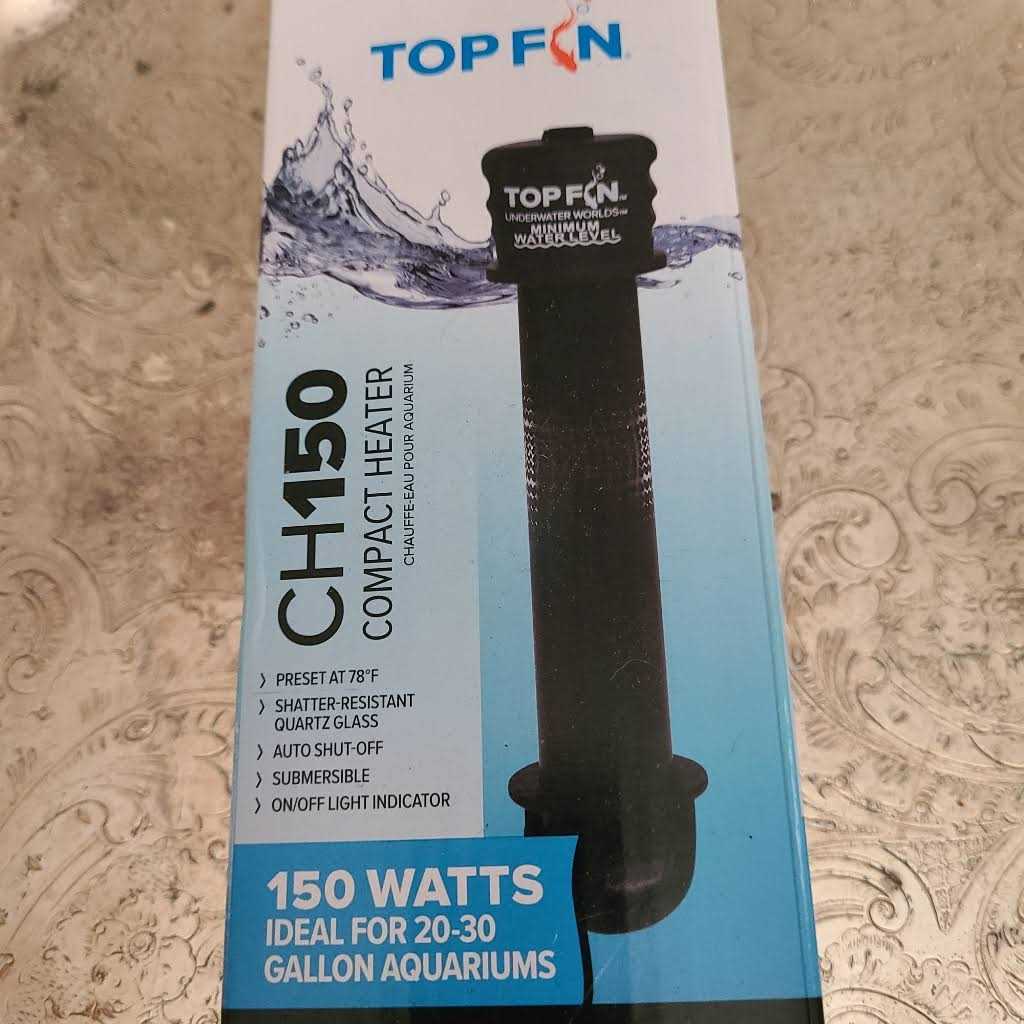 TOP FIN
TOP FIN
UNDERWATER WORLDS
MINIMUM
WATER LEVEL
CH150
COMPACT HEATER
CHAUFFE-EAU POUR AQUARIUM
> PRESET AT 78°F
> SHATTER-RESISTANT
QUARTZ GLASS
> AUTO SHUT-OFF
> SUBMERSIBLE
> ON/OFF LIGHT INDICATOR
150 WATTS
IDEAL FOR 20-30
GALLON AQUARIUMS